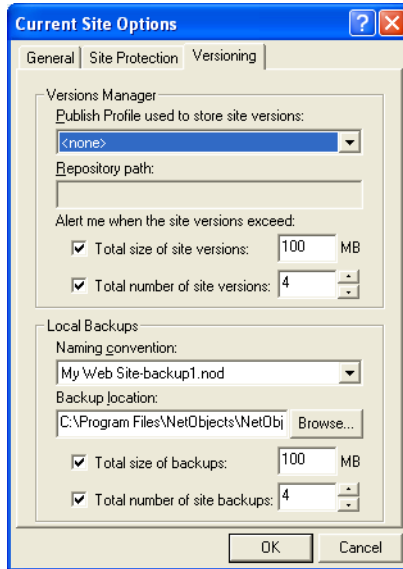 Current Site Options
General Site Protection Versioning
Versions Manager
Publish Profile used to store site versions:
<none>
Repository path:
Alert me when the site versions exceed:
Total size of site versions: 100 MB
Total number of site versions: 4
Local Backups
Naming convention:
My Web Site-backup1.nod
Backup location:
C:\Program Files\NetObjects\NetObj Browse...
Total size of backups: 100 MB
Total number of site backups: 4
OK Cancel